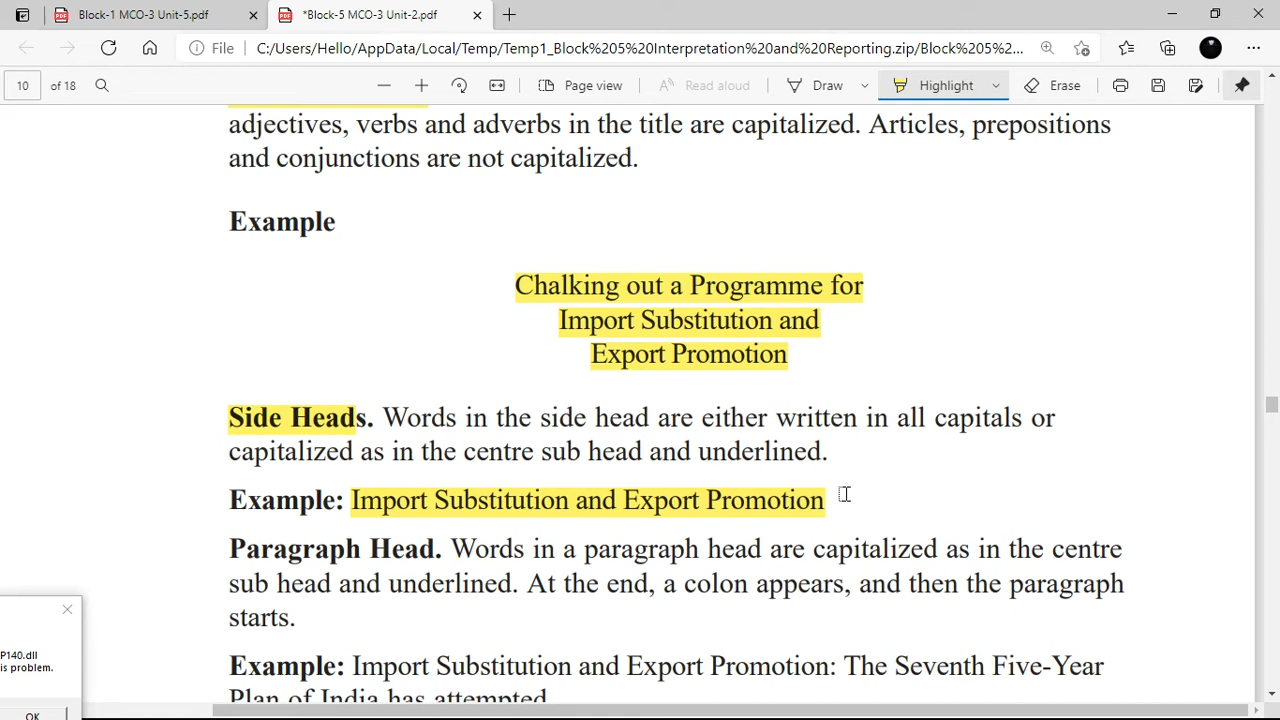 Block-1 MCO-3 Unit-5.pdf
*Block-5 MCO-3 Unit-2.pdf
File
C:/Users/Hello/AppData/Local/Temp/Temp1_Block%205%20Interpretation%20and%20Reporting.zip/Block%205%2...
10 of 18
Page view
Read aloud
Draw
Highlight
Erase
adjectives, verbs and adverbs in the title are capitalized. Articles, prepositions
and conjunctions are not capitalized.
Example
Chalking out a Programme for
Import Substitution and
Export Promotion
Side Heads. Words in the side head are either written in all capitals or
capitalized as in the centre sub head and underlined.
Example: Import Substitution and Export Promotion
Paragraph Head. Words in a paragraph head are capitalized as in the centre
sub head and underlined. At the end, a colon appears, and then the paragraph
starts.
Example: Import Substitution and Export Promotion: The Seventh Five-Year
Plan of India has attempted
P140.dll
is problem.
OK